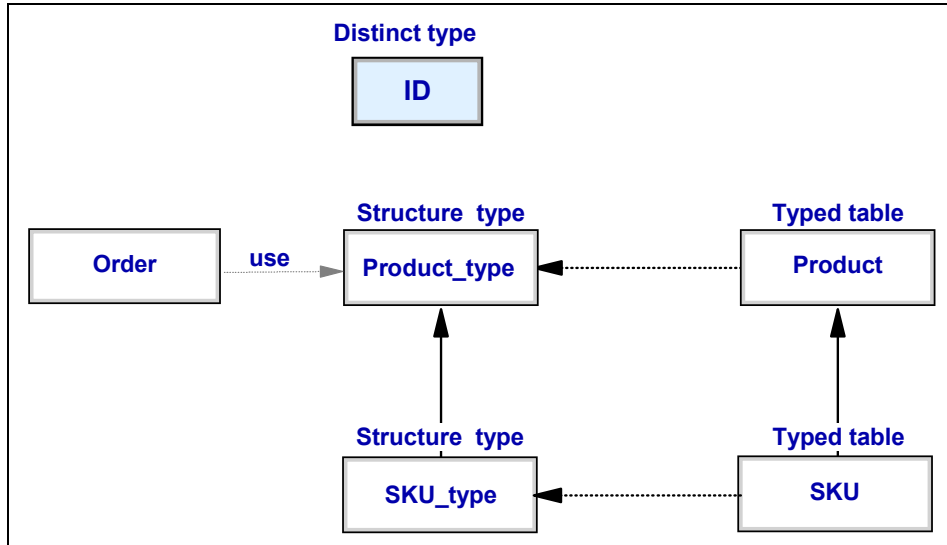 Distinct type
ID
Structure type
Typed table
Order
use
Product_type
Product
Structure type
Typed table
SKU_type
SKU